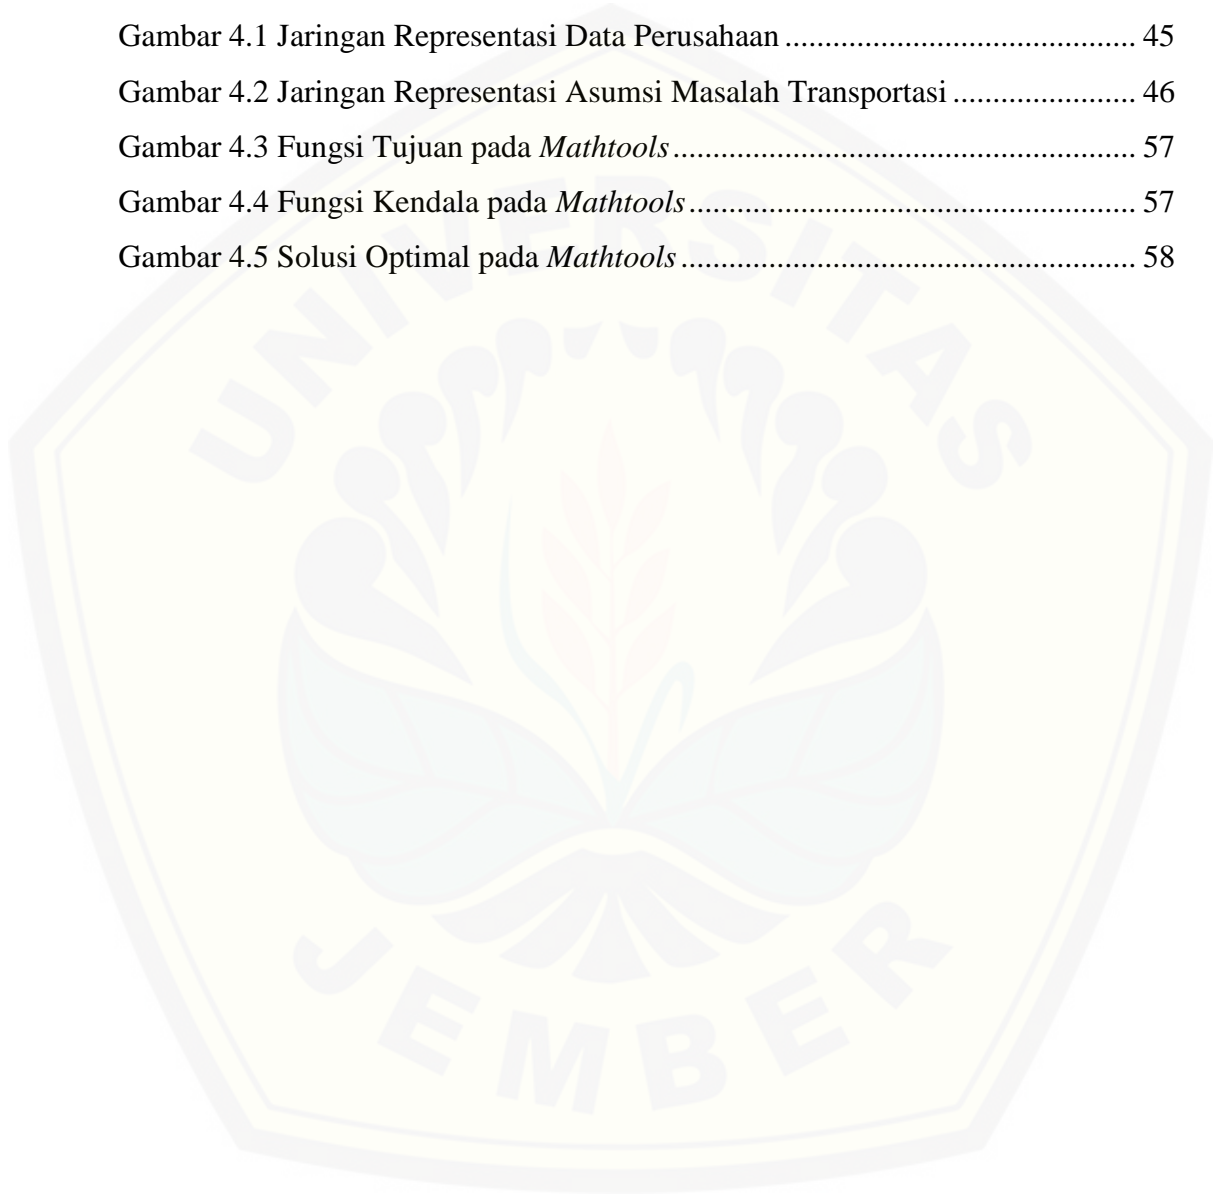 Gambar 4.1 Jaringan Representasi Data Perusahaan ............................................ 45
Gambar 4.2 Jaringan Representasi Asumsi Masalah Transportasi ....................... 46
Gambar 4.3 Fungsi Tujuan pada Mathtools .......................................................... 57
Gambar 4.4 Fungsi Kendala pada Mathtools ........................................................ 57
Gambar 4.5 Solusi Optimal pada Mathtools ......................................................... 58
UNIVERSITAS
JEMBER